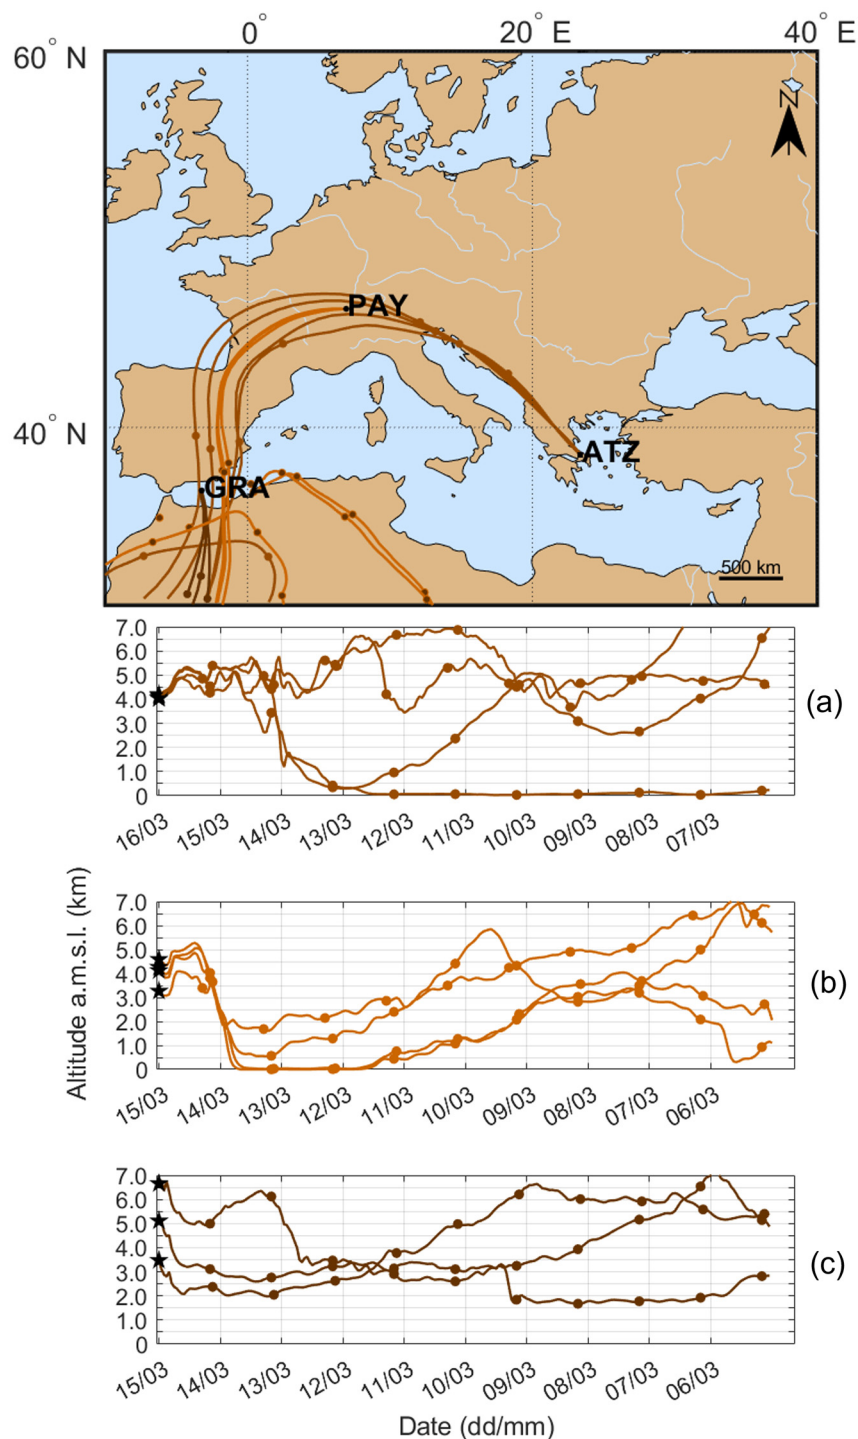 0° 20° E 40° E
60° N
N
PAY
40° N
ATZ
GRA
500 km
7.0
6.0
5.0
4.0
3.0
2.0
1.0
0
(a)
16/03 15/03 14/03 13/03 12/03 11/03 10/03 09/03 08/03 07/03
Altitude a.m.s.l. (km)
7.0
6.0
5.0
4.0
3.0
2.0
1.0
0
(b)
15/03 14/03 13/03 12/03 11/03 10/03 09/03 08/03 07/03 06/03
7.0
6.0
5.0
4.0
3.0
2.0
1.0
0
(c)
15/03 14/03 13/03 12/03 11/03 10/03 09/03 08/03 07/03 06/03
Date (dd/mm)